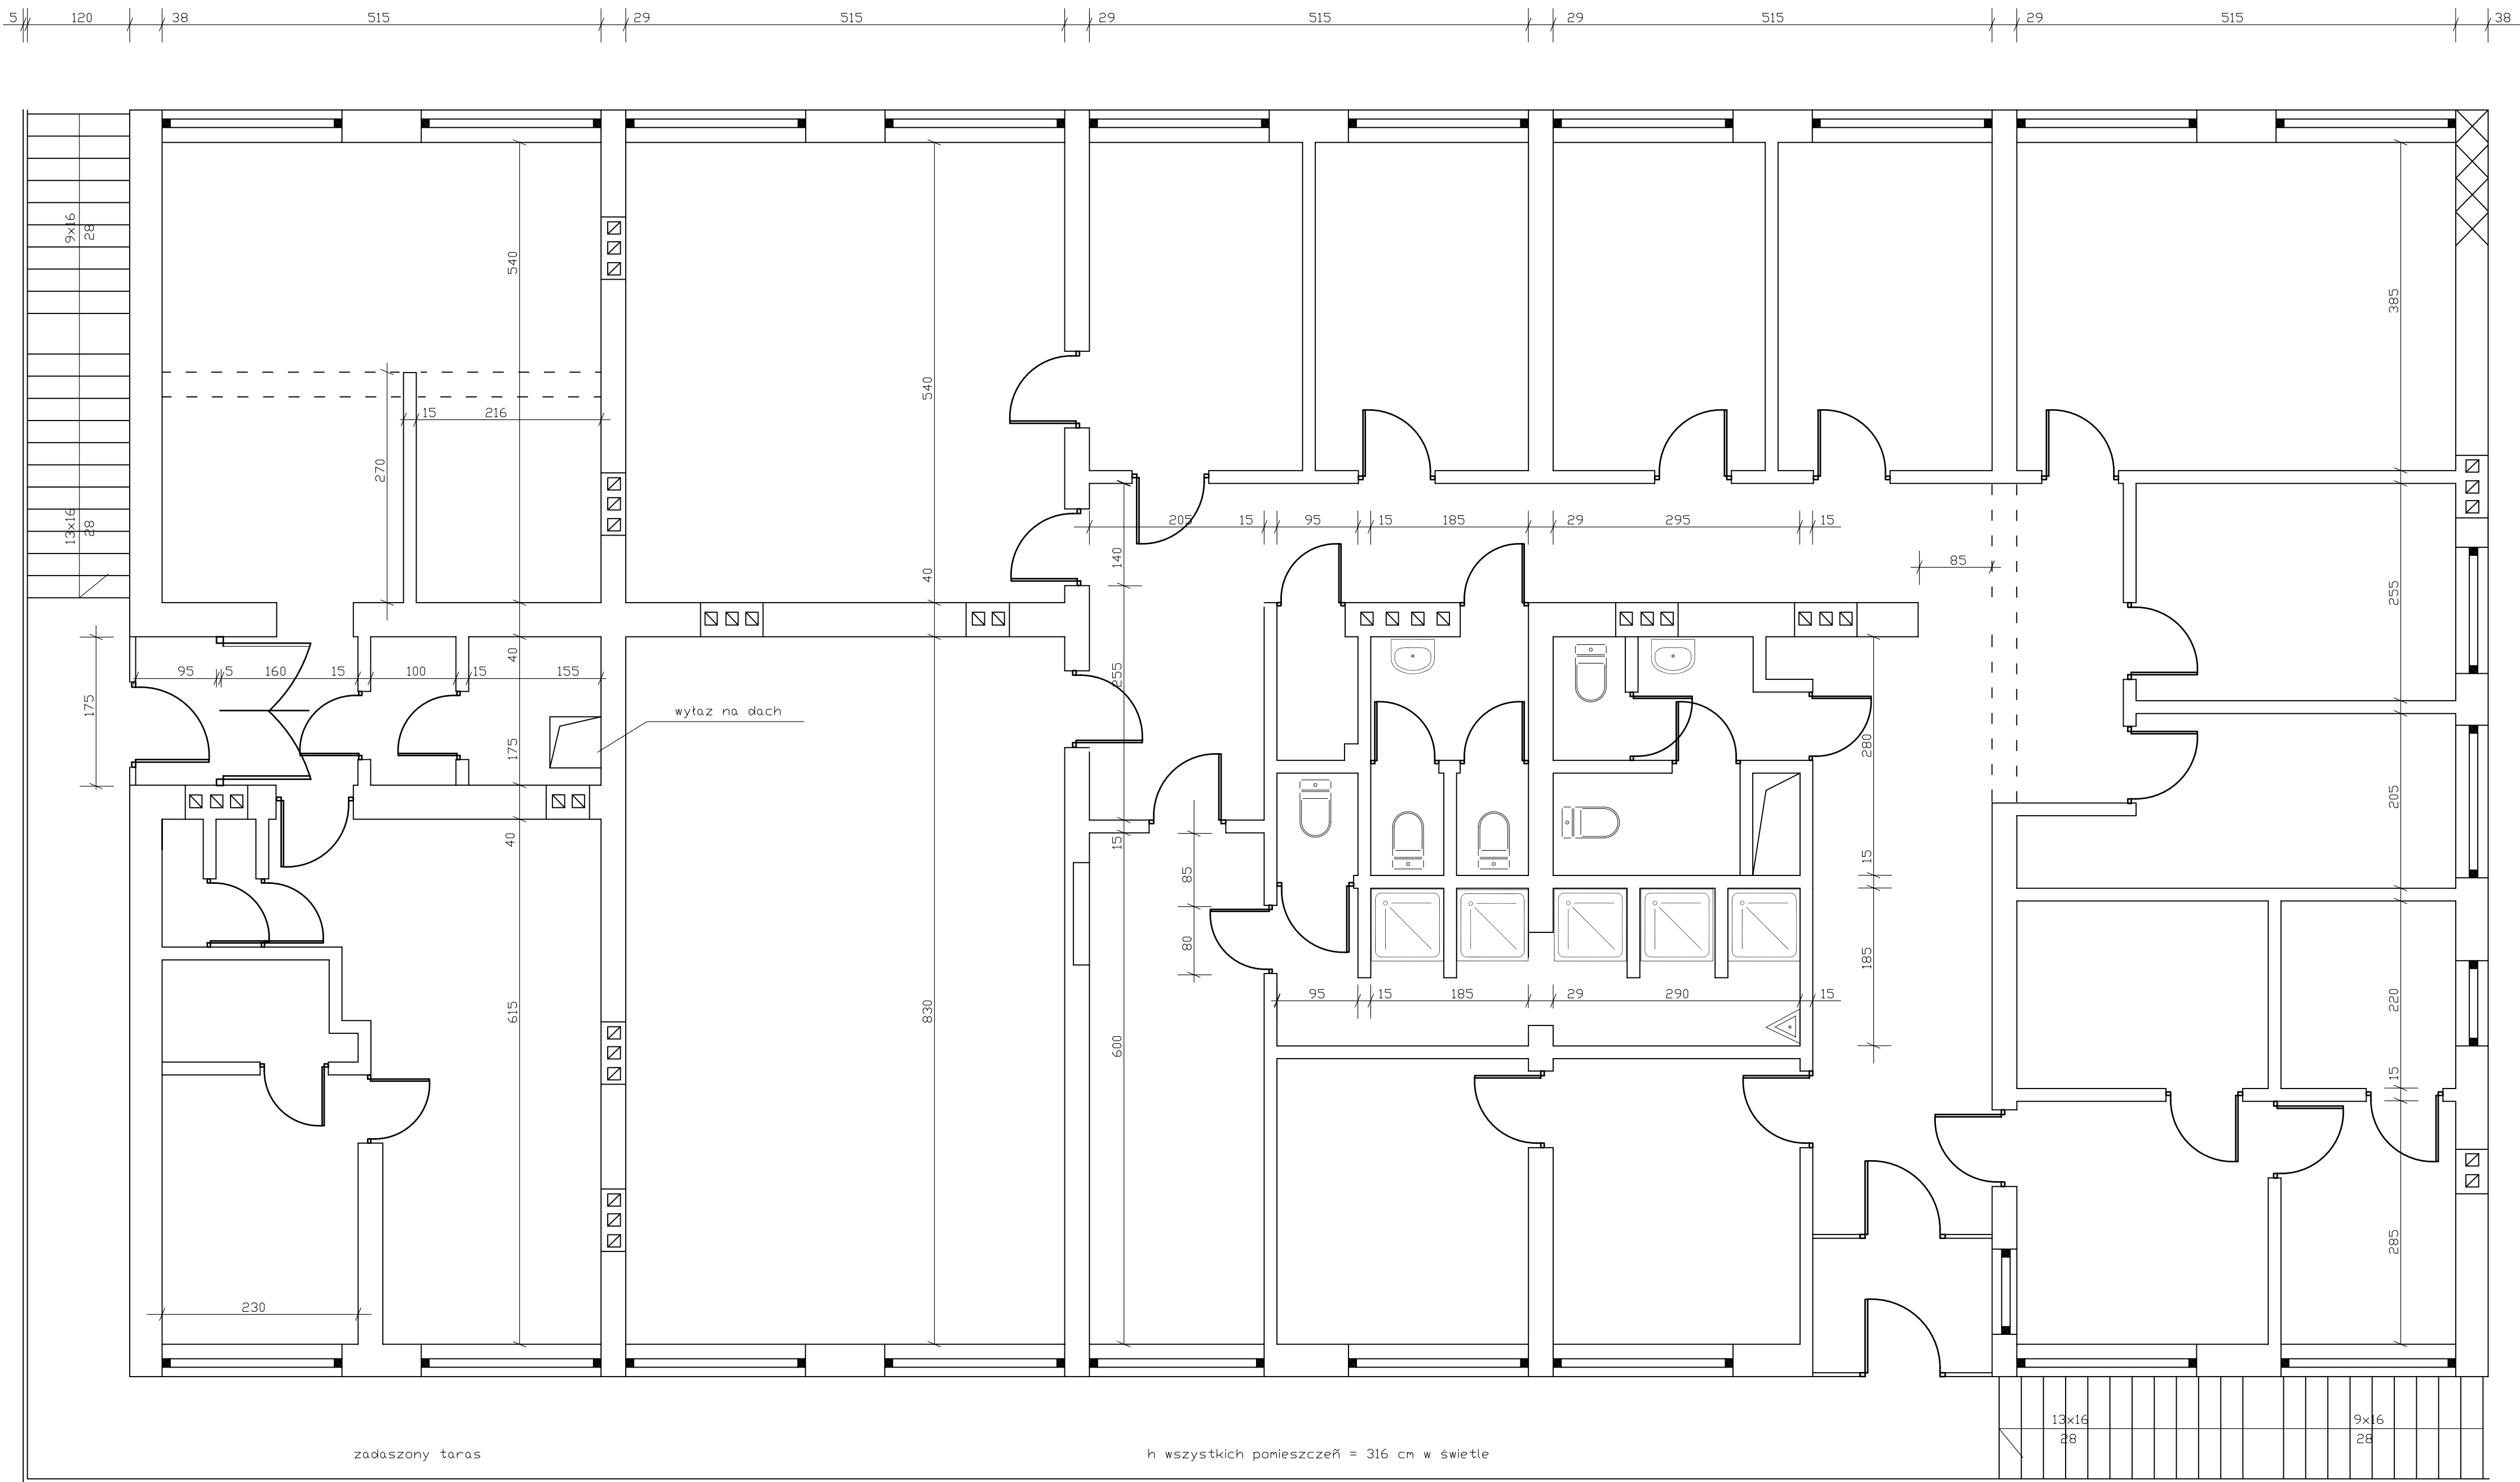 5 120 38 515 29 515 29 515 29 515 29 515 38
9x16
28
540
540
385
15 216
270
13x16
28
205 15 95 15 185 29 295 15
140
85
40
255
95 5 160 15 100 15 155
40
255
175
wyłaz na dach
175
280
40
15
85
15
205
80
185
95 15 185 29 290 15
615
830
600
220
15
285
230
13x16
28
9x16
28
zadaszony taras
h wszystkich pomieszczeń = 316 cm w świetle